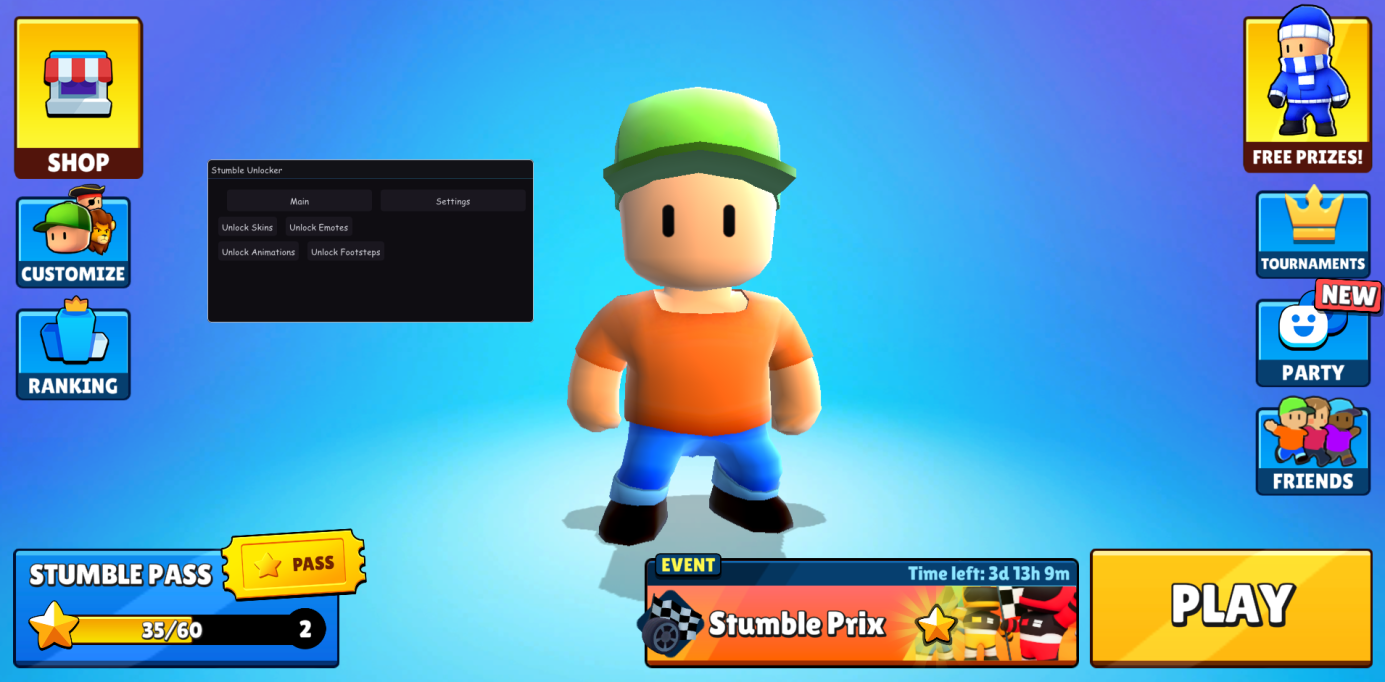 SHOP
CUSTOMIZE
RANKING
Stumble Unlocker
Main
Settings
Unlock Skins
Unlock Emotes
Unlock Animations
Unlock Footsteps
FREE PRIZES!
TOURNAMENTS
NEW
PARTY
FRIENDS
STUMBLE PASS
PASS
35/60
2
EVENT
Time left: 3d 13h 9m
Stumble Prix
PLAY